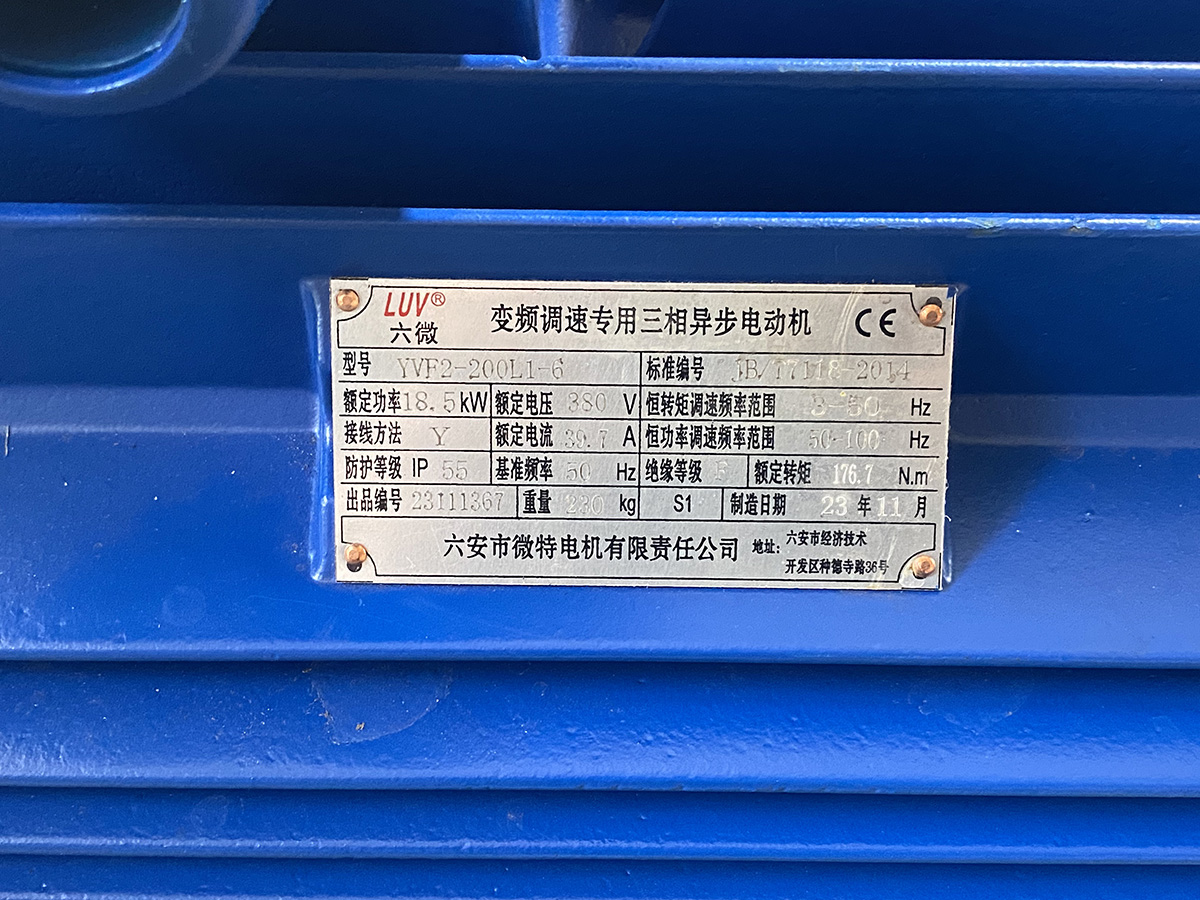 LUV®
六微
变频调速专用三相异步电动机 CE
型号 YVF2-200L1-6 标准编号 JB/T7118-2014
额定功率 18.5 kW 额定电压 380 V 恒转矩调速频率范围 3-50 Hz
接线方法 Y 额定电流 39.7 A 恒功率调速频率范围 50-100 Hz
防护等级 IP 55 基准频率 50 Hz 绝缘等级 F 额定转矩 176.7 N.m
出品编号 23111367 重量 230 kg S1 制造日期 23 年 11 月
六安市微特电机有限责任公司 地址: 六安市经济技术
开发区种德寺路36号